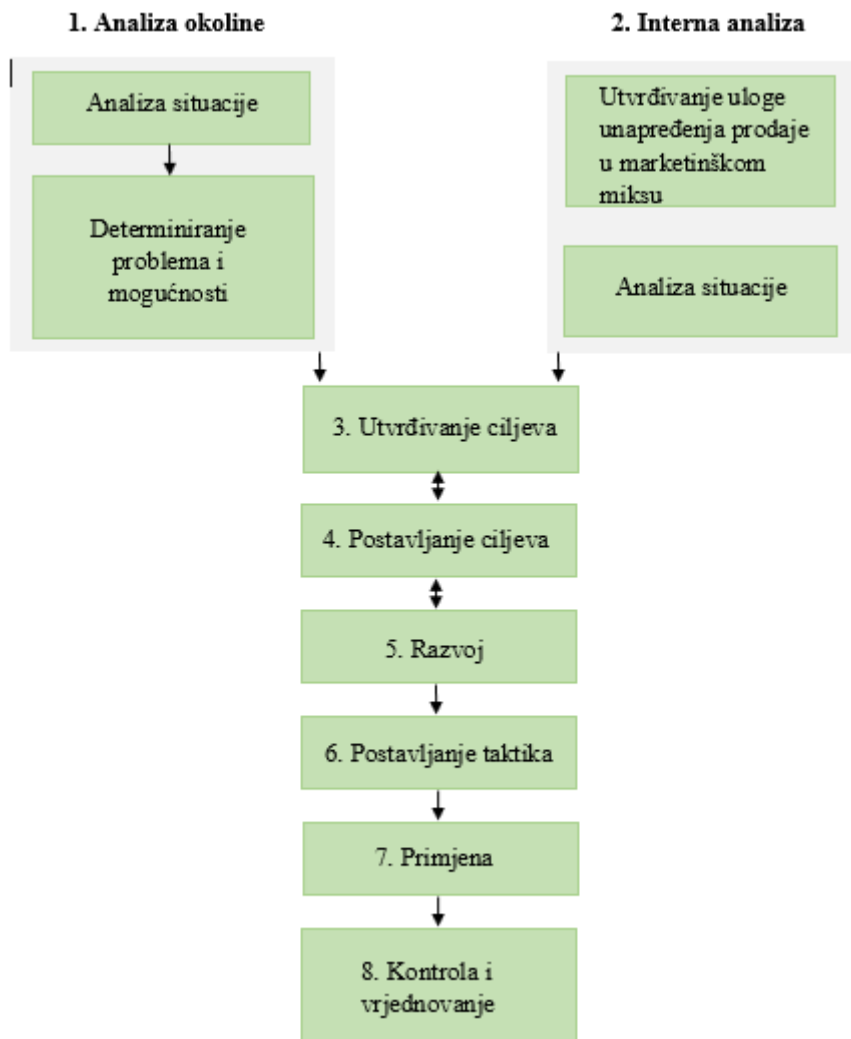 1. Analiza okoline
Analiza situacije
Determiniranje
problema i
mogućnosti
2. Interna analiza
Utvrđivanje uloge
unapređenja prodaje
u marketinškom
miksu
Analiza situacije
3. Utvrđivanje ciljeva
4. Postavljanje ciljeva
5. Razvoj
6. Postavljanje taktika
7. Primjena
8. Kontrola i
vrjednovanje